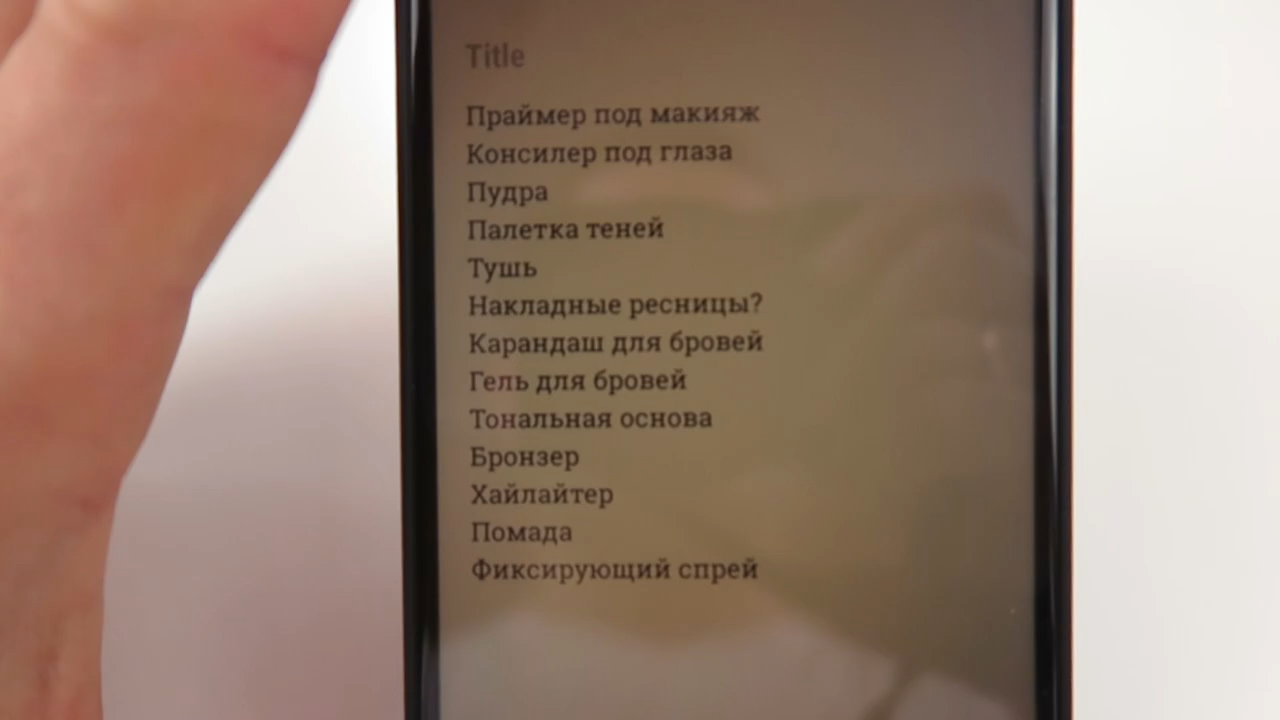 Title
Праймер под макияж
Консилер под глаза
Пудра
Палетка теней
Тушь
Накладные ресницы?
Карандаш для бровей
Гель для бровей
Тональная основа
Бронзер
Хайлайтер
Помада
Фиксирующий спрей